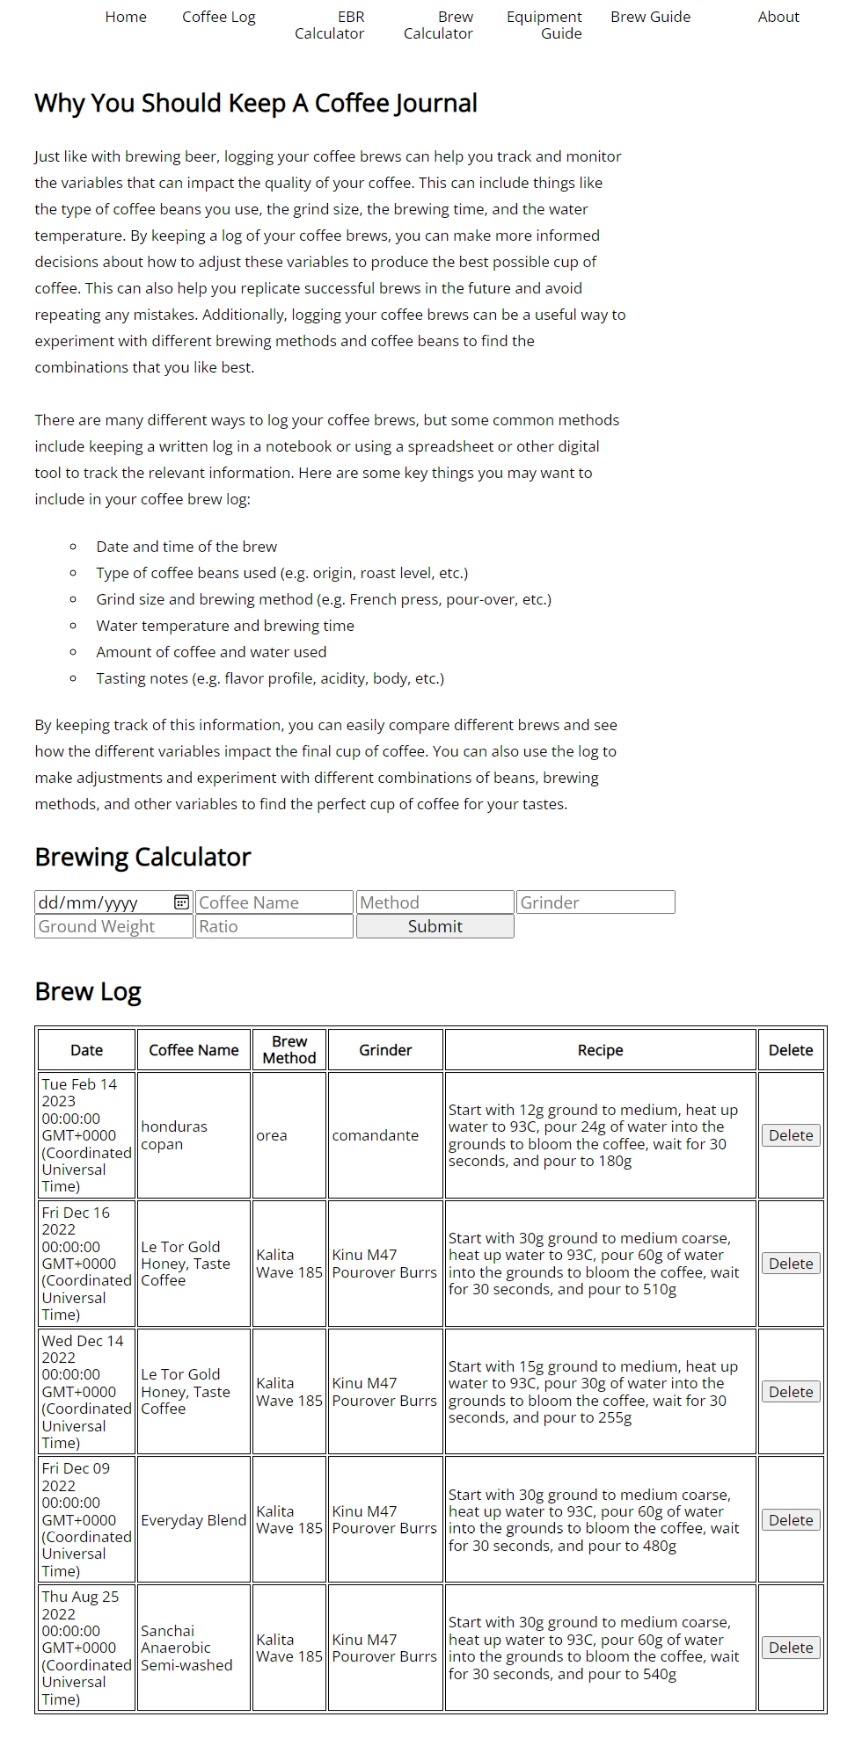 Home Coffee Log EBR Calculator Brew Calculator Equipment Guide Brew Guide About
Why You Should Keep A Coffee Journal
Just like with brewing beer, logging your coffee brews can help you track and monitor
the variables that can impact the quality of your coffee. This can include things like
the type of coffee beans you use, the grind size, the brewing time, and the water
temperature. By keeping a log of your coffee brews, you can make more informed
decisions about how to adjust these variables to produce the best possible cup of
coffee. This can also help you replicate successful brews in the future and avoid
repeating any mistakes. Additionally, logging your coffee brews can be a useful way to
experiment with different brewing methods and coffee beans to find the
combinations that you like best.
There are many different ways to log your coffee brews, but some common methods
include keeping a written log in a notebook or using a spreadsheet or other digital
tool to track the relevant information. Here are some key things you may want to
include in your coffee brew log:
Date and time of the brew
Type of coffee beans used (e.g. origin, roast level, etc.)
Grind size and brewing method (e.g. French press, pour-over, etc.)
Water temperature and brewing time
Amount of coffee and water used
Tasting notes (e.g. flavor profile, acidity, body, etc.)
By keeping track of this information, you can easily compare different brews and see
how the different variables impact the final cup of coffee. You can also use the log to
make adjustments and experiment with different combinations of beans, brewing
methods, and other variables to find the perfect cup of coffee for your tastes.
Brewing Calculator
dd/mm/yyyy Coffee Name Method Grinder
Ground Weight Ratio Submit
Brew Log
Date Coffee Name Brew Method Grinder Recipe Delete
Tue Feb 14
2023
00:00:00
GMT+0000
(Coordinated
Universal
Time)
honduras
copan
orea
comandante
Start with 12g ground to medium, heat up
water to 93C, pour 24g of water into the
grounds to bloom the coffee, wait for 30
seconds, and pour to 180g
Delete
Fri Dec 16
2022
00:00:00
GMT+0000
(Coordinated
Universal
Time)
Le Tor Gold
Honey, Taste
Coffee
Kalita
Wave 185
Kinu M47
Pourover Burrs
Start with 30g ground to medium coarse,
heat up water to 93C, pour 60g of water
into the grounds to bloom the coffee, wait
for 30 seconds, and pour to 510g
Delete
Wed Dec 14
2022
00:00:00
GMT+0000
(Coordinated
Universal
Time)
Le Tor Gold
Honey, Taste
Coffee
Kalita
Wave 185
Kinu M47
Pourover Burrs
Start with 15g ground to medium, heat up
water to 93C, pour 30g of water into the
grounds to bloom the coffee, wait for 30
seconds, and pour to 255g
Delete
Fri Dec 09
2022
00:00:00
GMT+0000
(Coordinated
Universal
Time)
Everyday Blend
Kalita
Wave 185
Kinu M47
Pourover Burrs
Start with 30g ground to medium coarse,
heat up water to 93C, pour 60g of water
into the grounds to bloom the coffee, wait
for 30 seconds, and pour to 480g
Delete
Thu Aug 25
2022
00:00:00
GMT+0000
(Coordinated
Universal
Time)
Sanchai
Anaerobic
Semi-washed
Kalita
Wave 185
Kinu M47
Pourover Burrs
Start with 30g ground to medium coarse,
heat up water to 93C, pour 60g of water
into the grounds to bloom the coffee, wait
for 30 seconds, and pour to 540g
Delete